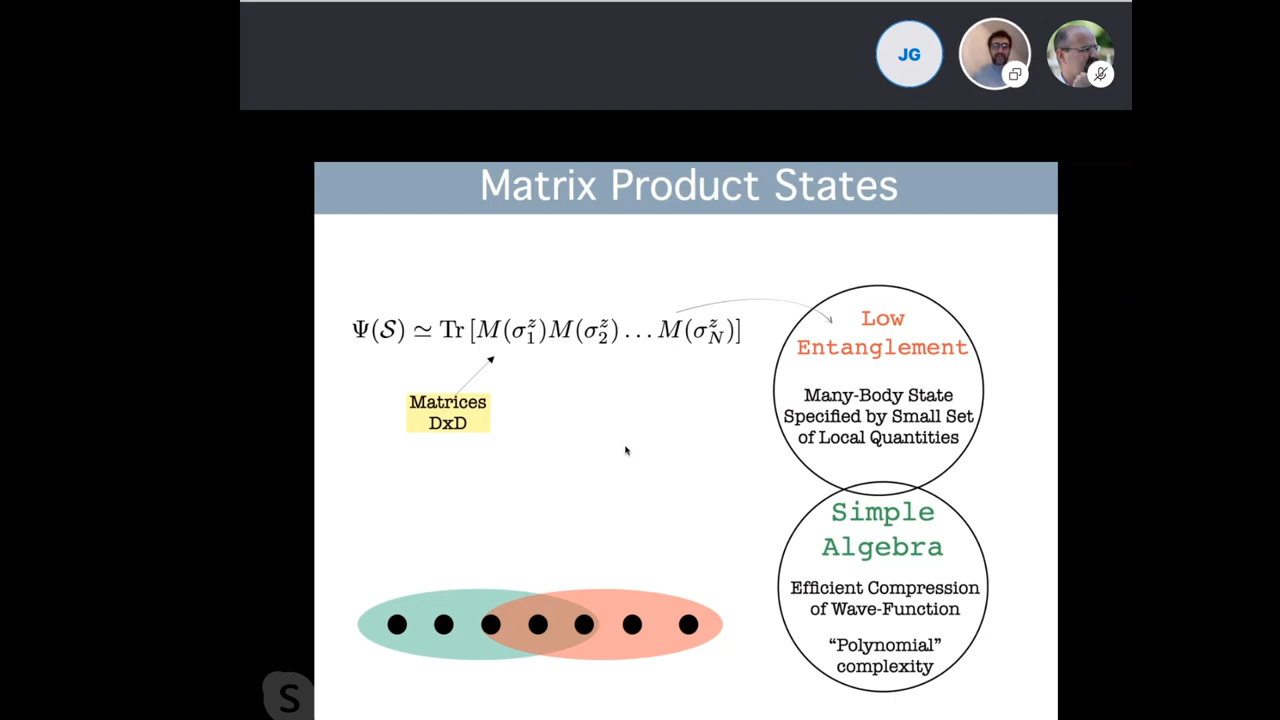 JG
Matrix Product States
Ψ(𝒮) ≃ Tr [M(σ₁ᶻ)M(σ₂ᶻ) … M(σ_Nᶻ)]
Matrices
DxD
Low
Entanglement
Many-Body State
Specified by Small Set
of Local Quantities
Simple
Algebra
Efficient Compression
of Wave-Function
“Polynomial”
complexity
S